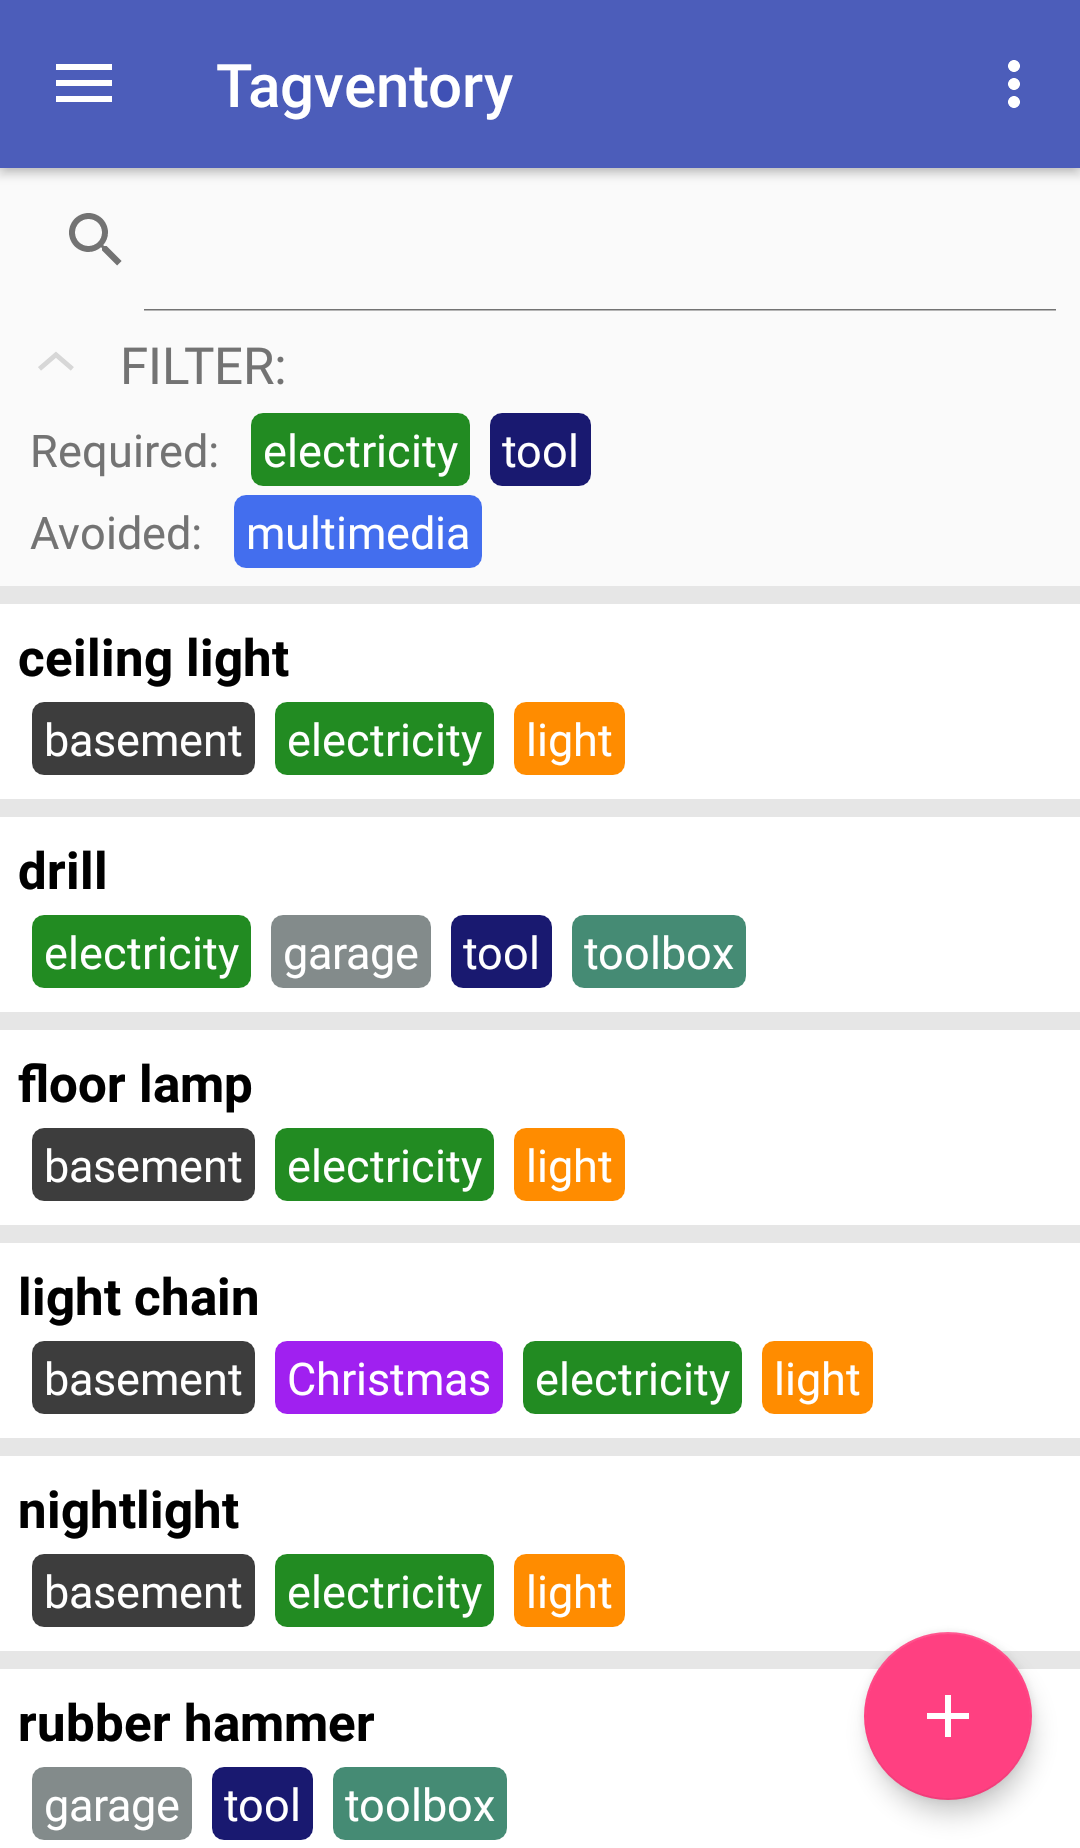 Tagventory
FILTER:
Required: electricity tool
Avoided: multimedia
ceiling light
basement electricity light
drill
electricity garage tool toolbox
floor lamp
basement electricity light
light chain
basement Christmas electricity light
nightlight
basement electricity light
rubber hammer
garage tool toolbox